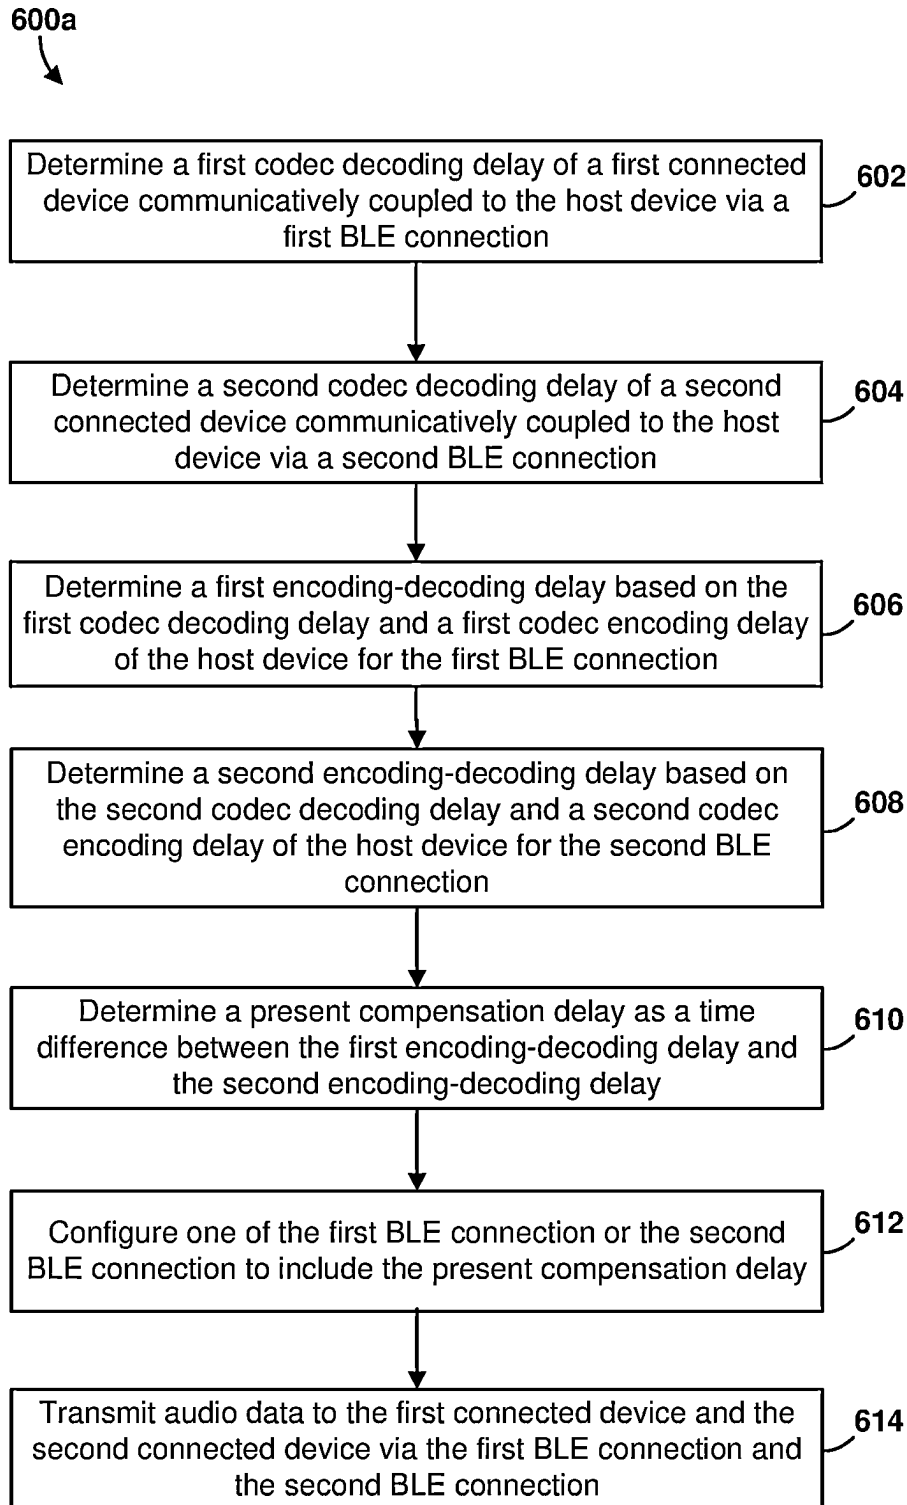 600a
Determine a first codec decoding delay of a first connected
device communicatively coupled to the host device via a
first BLE connection
602
Determine a second codec decoding delay of a second
connected device communicatively coupled to the host
device via a second BLE connection
604
Determine a first encoding-decoding delay based on the
first codec decoding delay and a first codec encoding delay
of the host device for the first BLE connection
606
Determine a second encoding-decoding delay based on
the second codec decoding delay and a second codec
encoding delay of the host device for the second BLE
connection
608
Determine a present compensation delay as a time
difference between the first encoding-decoding delay and
the second encoding-decoding delay
610
Configure one of the first BLE connection or the second
BLE connection to include the present compensation delay
612
Transmit audio data to the first connected device and the
second connected device via the first BLE connection and
the second BLE connection
614